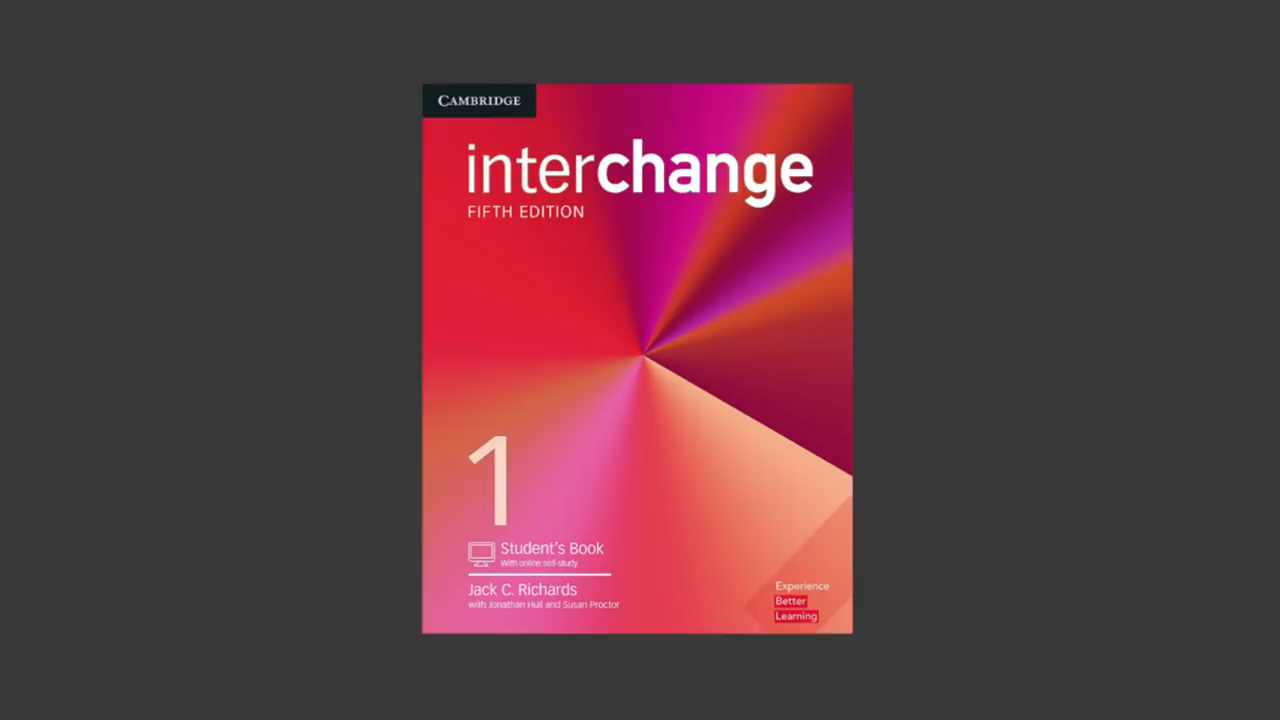 CAMBRIDGE
interchange
FIFTH EDITION
1
Student's Book
With online self-study
Jack C. Richards
with Jonathan Hull and Susan Proctor
Experience
Better
Learning